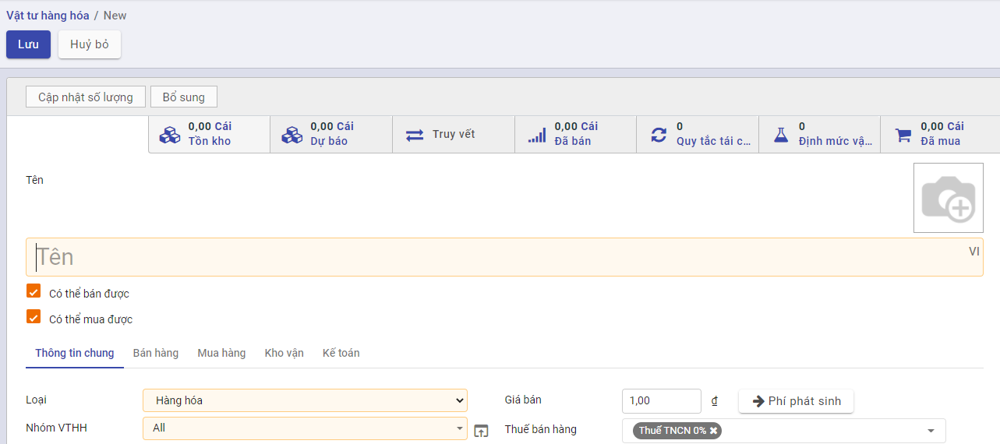 Vật tư hàng hóa / New
Lưu Huỷ bỏ
Cập nhật số lượng Bổ sung
0,00 Cái 0,00 Cái Truy vết 0,00 Cái 0 0 0,00 Cái
Tồn kho Dự báo Đã bán Quy tắc tái c... Định mức vậ... Đã mua
Tên
Tên VI
Có thể bán được
Có thể mua được
Thông tin chung Bán hàng Mua hàng Kho vận Kế toán
Loại Hàng hóa Giá bán 1,00 ₫ Phí phát sinh
Nhóm VTHH All Thuế bán hàng Thuế TNCN 0%